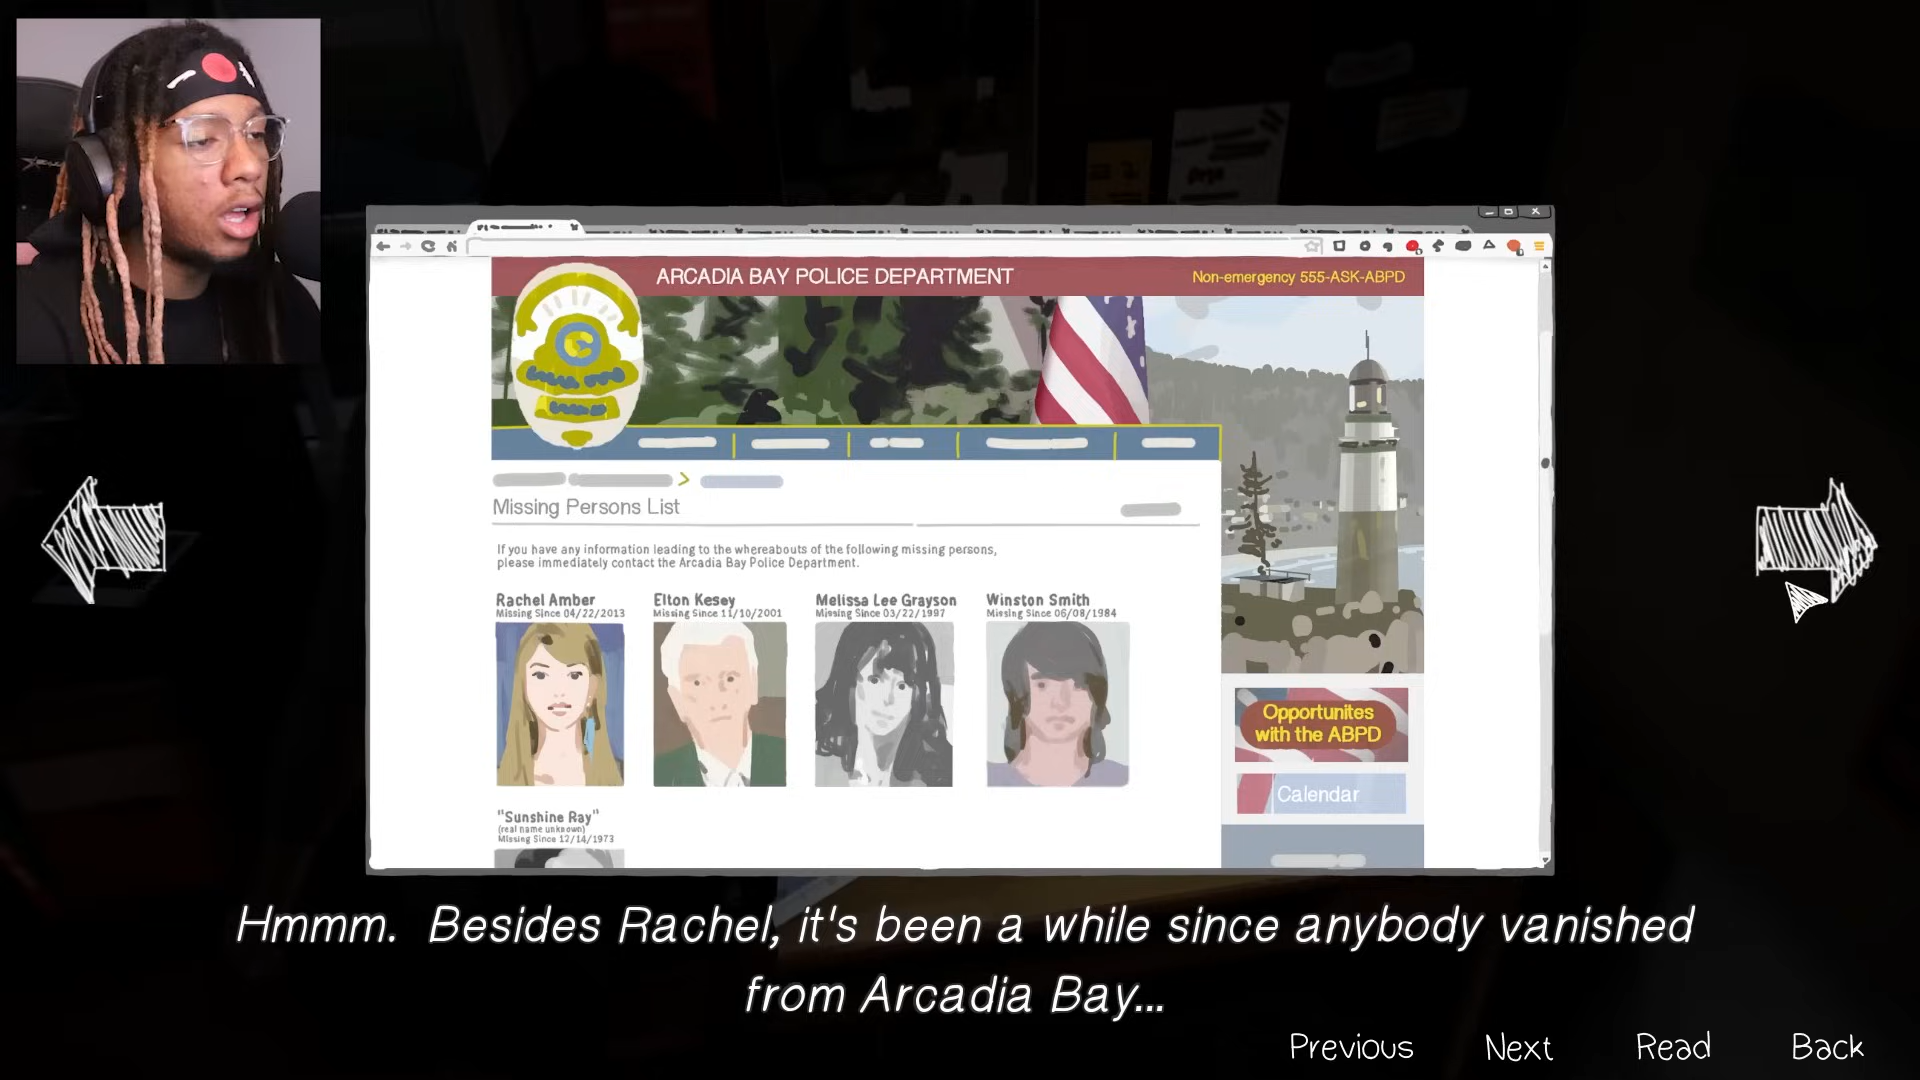 ARCADIA BAY POLICE DEPARTMENT
Non-emergency 555-ASK-ABPD
Missing Persons List
If you have any information leading to the whereabouts of the following missing persons,
please immediately contact the Arcadia Bay Police Department.
Rachel Amber
Missing Since 04/22/2013
Elton Kesey
Missing Since 11/10/2001
Melissa Lee Grayson
Missing Since 03/22/1997
Winston Smith
Missing Since 06/08/1984
"Sunshine Ray"
(real name unknown)
Missing Since 12/14/1973
Opportunites
with the ABPD
Calendar
Hmmm. Besides Rachel, it's been a while since anybody vanished
from Arcadia Bay...
Previous
Next
Read
Back